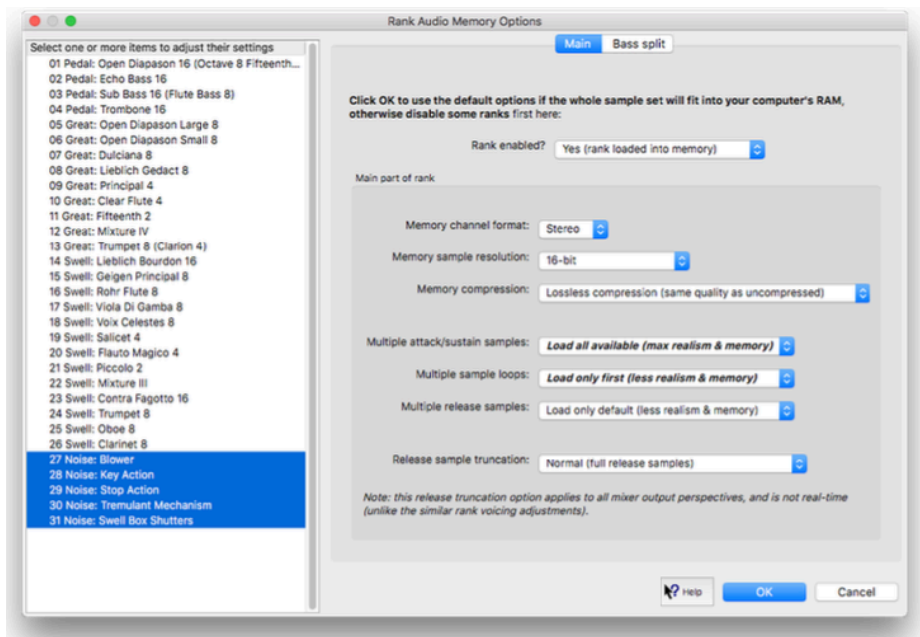 Rank Audio Memory Options
Select one or more items to adjust their settings
01 Pedal: Open Diapason 16 (Octave 8 Fifteenth...
02 Pedal: Echo Bass 16
03 Pedal: Sub Bass 16 (Flute Bass 8)
04 Pedal: Trombone 16
05 Great: Open Diapason Large 8
06 Great: Open Diapason Small 8
07 Great: Dulciana 8
08 Great: Lieblich Gedact 8
09 Great: Principal 4
10 Great: Clear Flute 4
11 Great: Fifteenth 2
12 Great: Mixture IV
13 Great: Trumpet 8 (Clarion 4)
14 Swell: Lieblich Bourdon 16
15 Swell: Geigen Principal 8
16 Swell: Rohr Flute 8
17 Swell: Viola Di Gamba 8
18 Swell: Voix Celestes 8
19 Swell: Salicet 4
20 Swell: Flauto Magico 4
21 Swell: Piccolo 2
22 Swell: Mixture III
23 Swell: Contra Fagotto 16
24 Swell: Trumpet 8
25 Swell: Oboe 8
26 Swell: Clarinet 8
27 Noise: Blower
28 Noise: Key Action
29 Noise: Stop Action
30 Noise: Tremulant Mechanism
31 Noise: Swell Box Shutters
Main Bass split
Click OK to use the default options if the whole sample set will fit into your computer's RAM,
otherwise disable some ranks first here:
Rank enabled? Yes (rank loaded into memory)
Main part of rank
Memory channel format: Stereo
Memory sample resolution: 16-bit
Memory compression: Lossless compression (same quality as uncompressed)
Multiple attack/sustain samples: Load all available (max realism & memory)
Multiple sample loops: Load only first (less realism & memory)
Multiple release samples: Load only default (less realism & memory)
Release sample truncation: Normal (full release samples)
Note: this release truncation option applies to all mixer output perspectives, and is not real-time
(unlike the similar rank voicing adjustments).
? Help OK Cancel